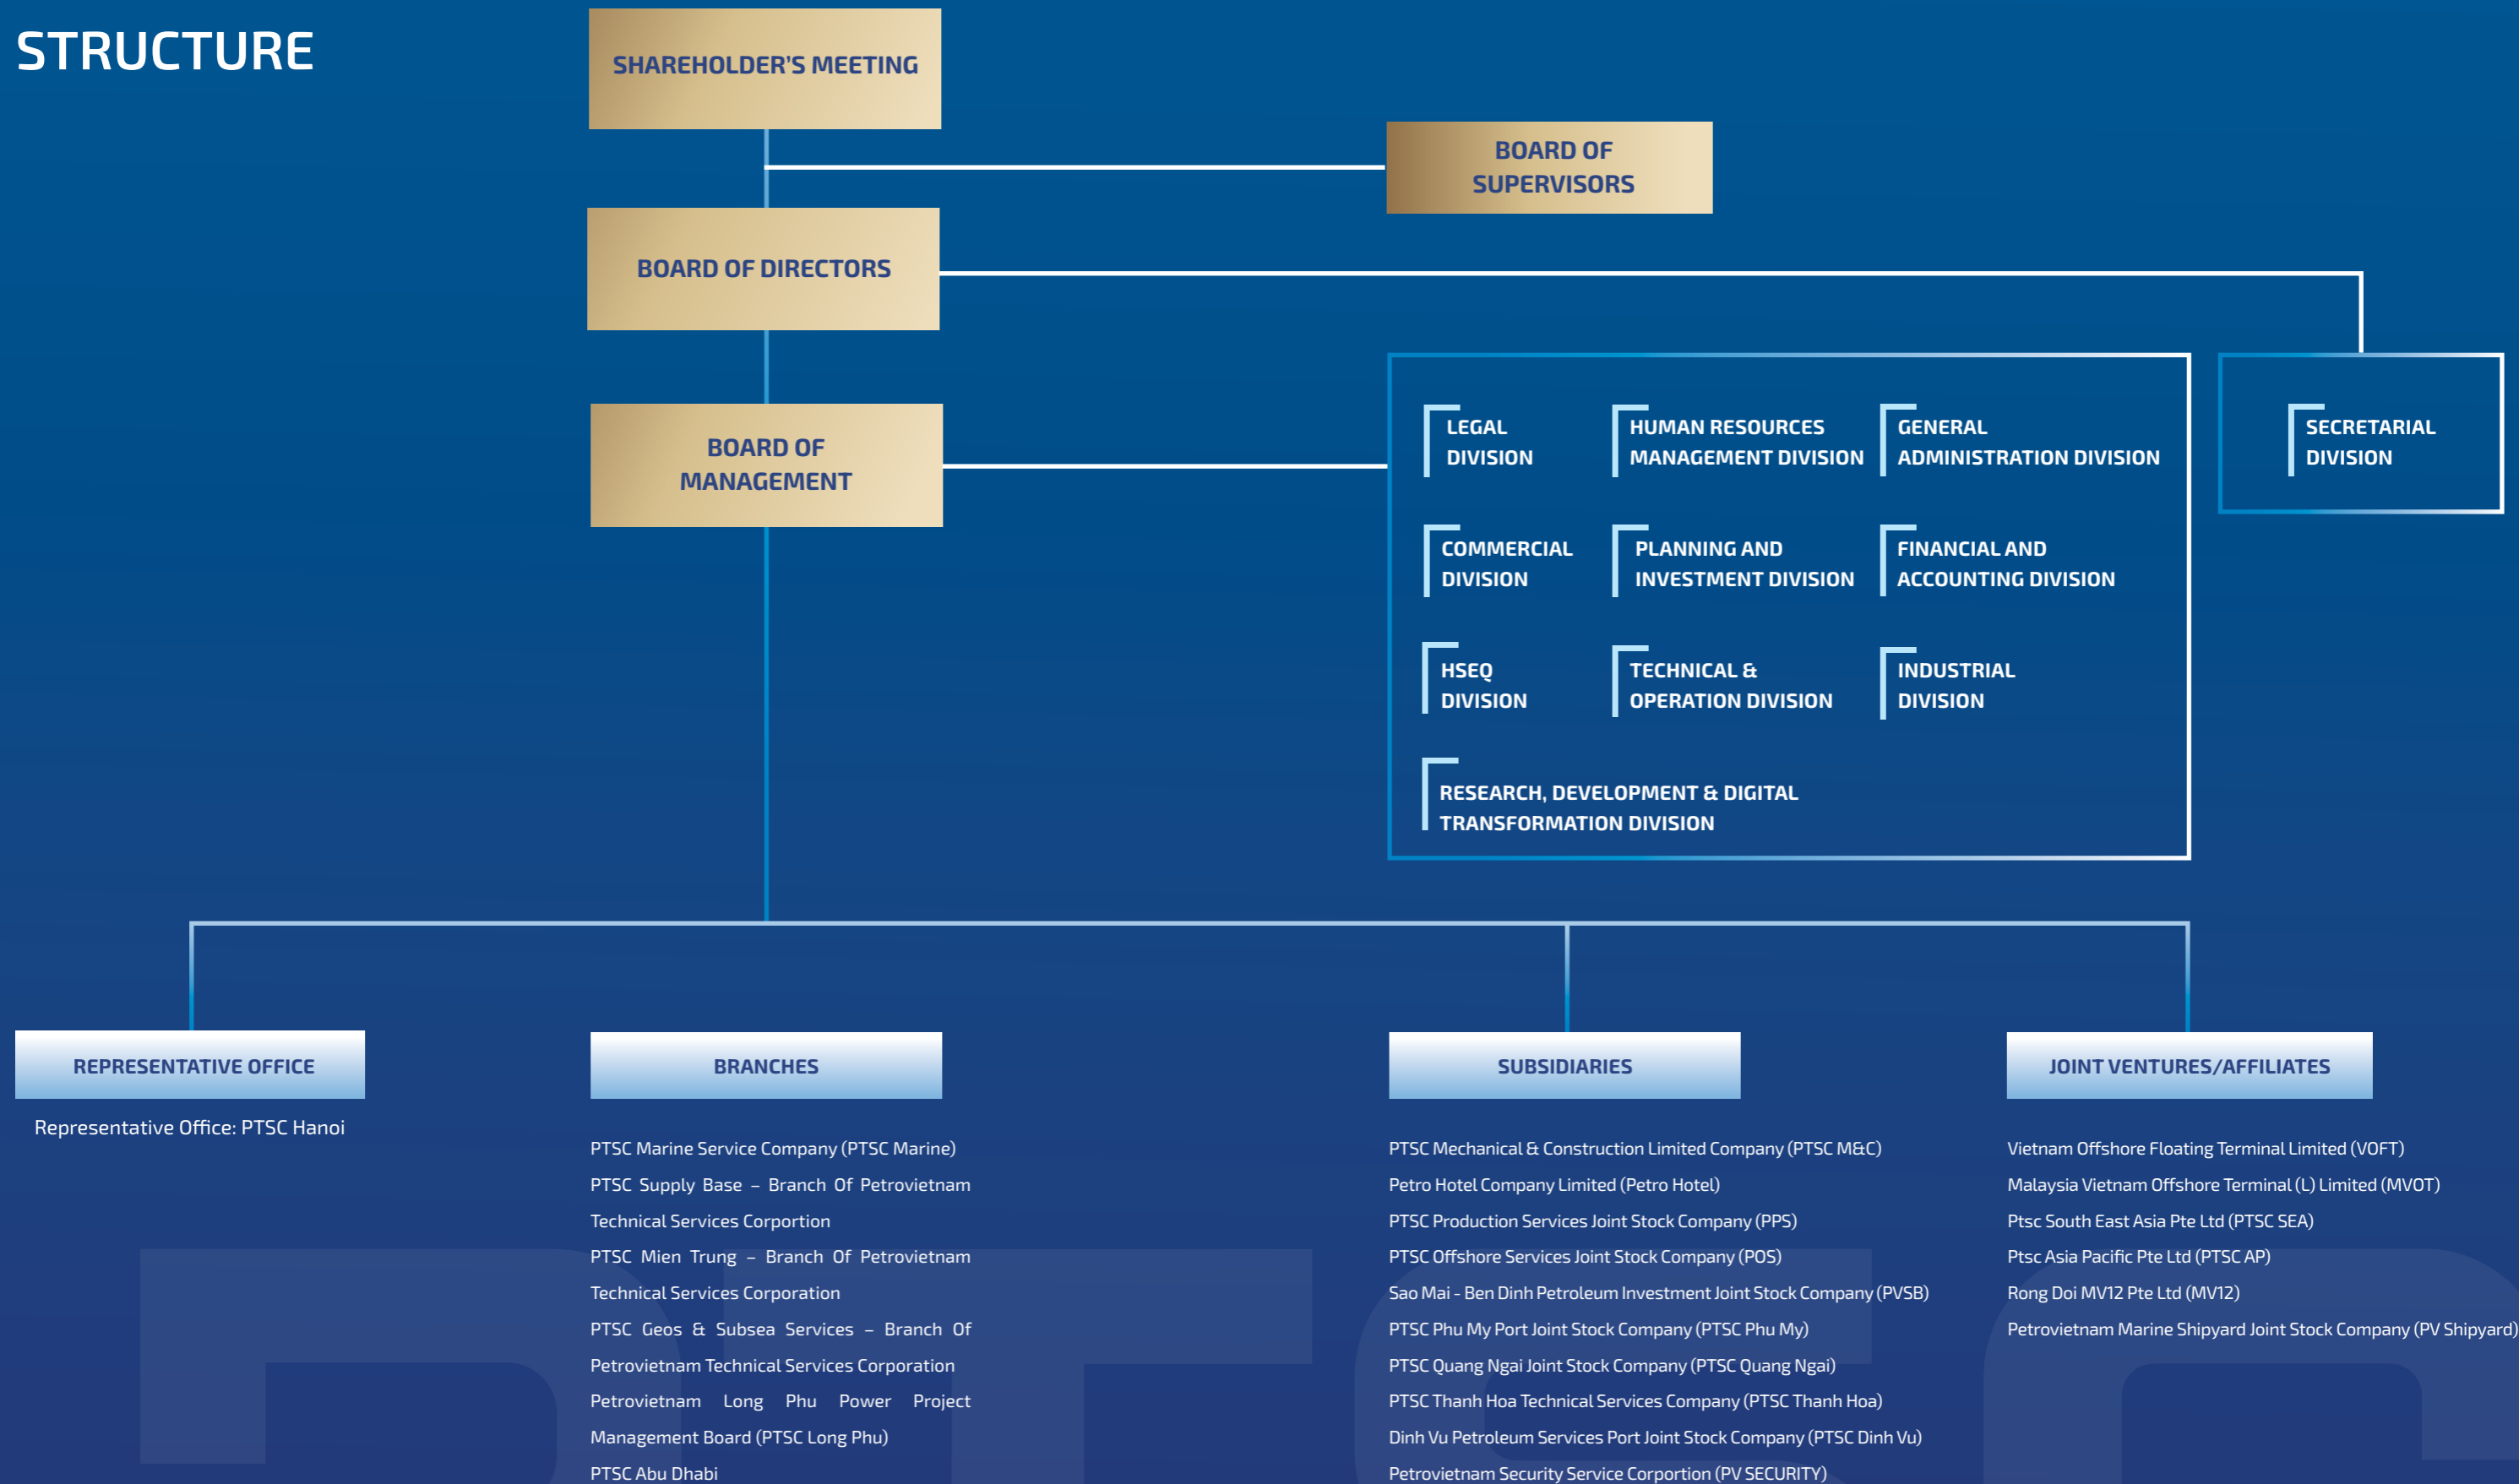 STRUCTURE
SHAREHOLDER'S MEETING
BOARD OF
SUPERVISORS
BOARD OF DIRECTORS
BOARD OF
MANAGEMENT
LEGAL
DIVISION
HUMAN RESOURCES
MANAGEMENT DIVISION
GENERAL
ADMINISTRATION DIVISION
SECRETARIAL
DIVISION
COMMERCIAL
DIVISION
PLANNING AND
INVESTMENT DIVISION
FINANCIAL AND
ACCOUNTING DIVISION
HSEQ
DIVISION
TECHNICAL &
OPERATION DIVISION
INDUSTRIAL
DIVISION
RESEARCH, DEVELOPMENT & DIGITAL
TRANSFORMATION DIVISION
REPRESENTATIVE OFFICE
Representative Office: PTSC Hanoi
BRANCHES
PTSC Marine Service Company (PTSC Marine)
PTSC Supply Base – Branch Of Petrovietnam
Technical Services Corportion
PTSC Mien Trung – Branch Of Petrovietnam
Technical Services Corporation
PTSC Geos & Subsea Services – Branch Of
Petrovietnam Technical Services Corporation
Petrovietnam Long Phu Power Project
Management Board (PTSC Long Phu)
PTSC Abu Dhabi
SUBSIDIARIES
PTSC Mechanical & Construction Limited Company (PTSC M&C)
Petro Hotel Company Limited (Petro Hotel)
PTSC Production Services Joint Stock Company (PPS)
PTSC Offshore Services Joint Stock Company (POS)
Sao Mai - Ben Dinh Petroleum Investment Joint Stock Company (PVSB)
PTSC Phu My Port Joint Stock Company (PTSC Phu My)
PTSC Quang Ngai Joint Stock Company (PTSC Quang Ngai)
PTSC Thanh Hoa Technical Services Company (PTSC Thanh Hoa)
Dinh Vu Petroleum Services Port Joint Stock Company (PTSC Dinh Vu)
Petrovietnam Security Service Corportion (PV SECURITY)
JOINT VENTURES/AFFILIATES
Vietnam Offshore Floating Terminal Limited (VOFT)
Malaysia Vietnam Offshore Terminal (L) Limited (MVOT)
Ptsc South East Asia Pte Ltd (PTSC SEA)
Ptsc Asia Pacific Pte Ltd (PTSC AP)
Rong Doi MV12 Pte Ltd (MV12)
Petrovietnam Marine Shipyard Joint Stock Company (PV Shipyard)
PTSC